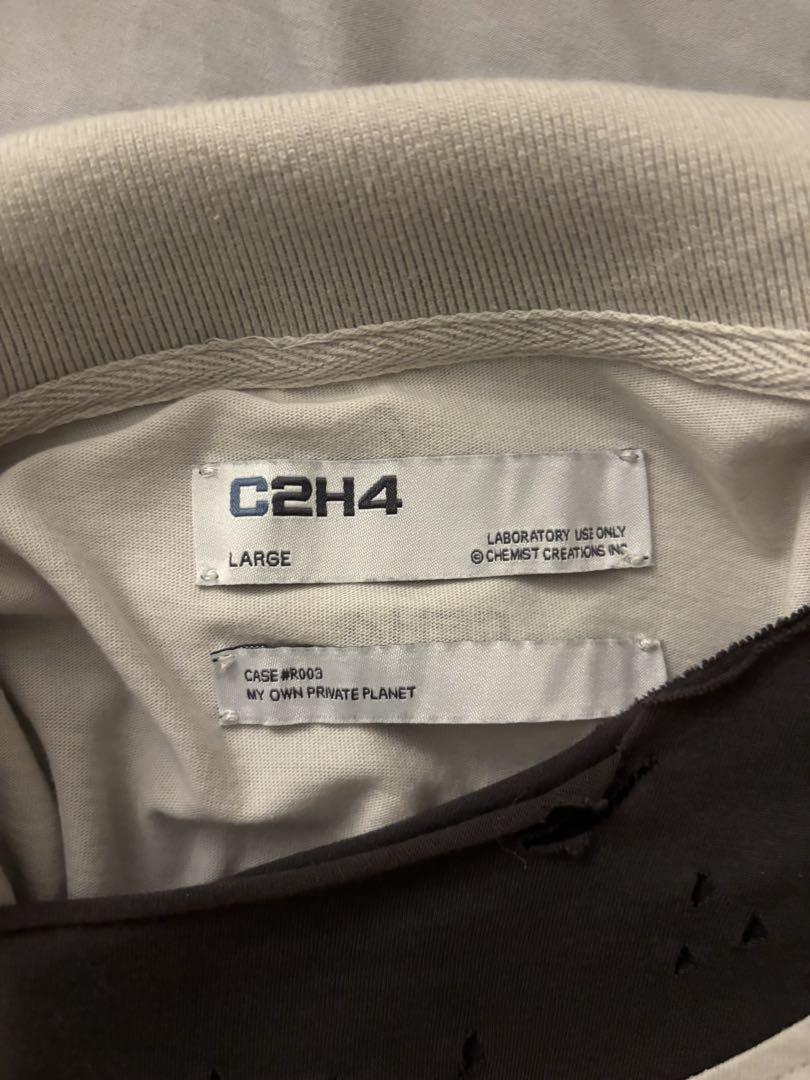 C2H4
LARGE
LABORATORY USE ONLY
© CHEMIST CREATIONS INC.
CASE #R003
MY OWN PRIVATE PLANET